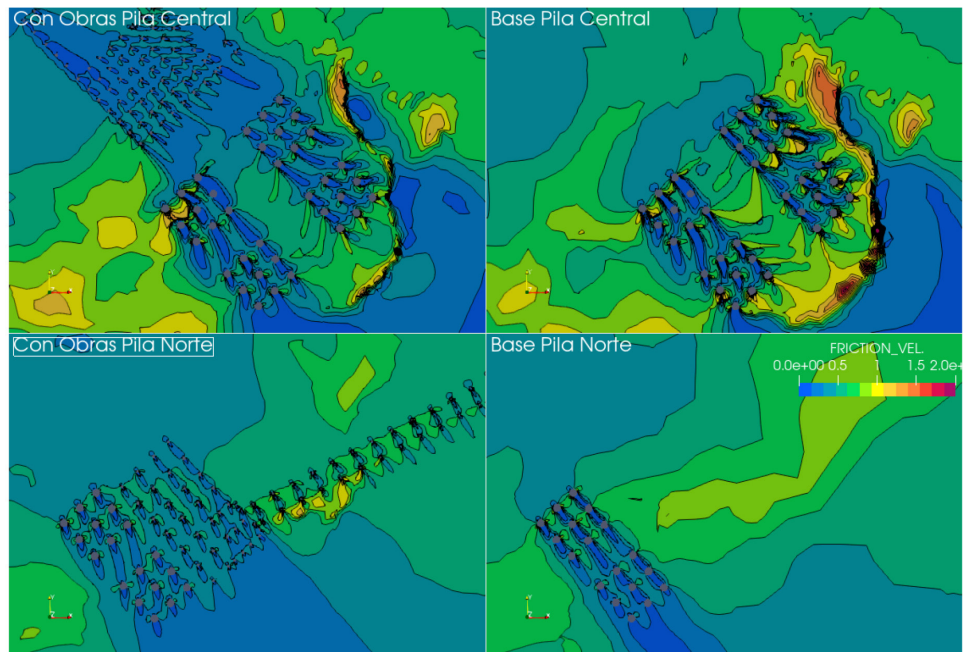 Con Obras Pila Central
Base Pila Central
Con Obras Pila Norte
Base Pila Norte
FRICTION_VEL.
0.0e+00 0.5 1 1.5 2.0e+